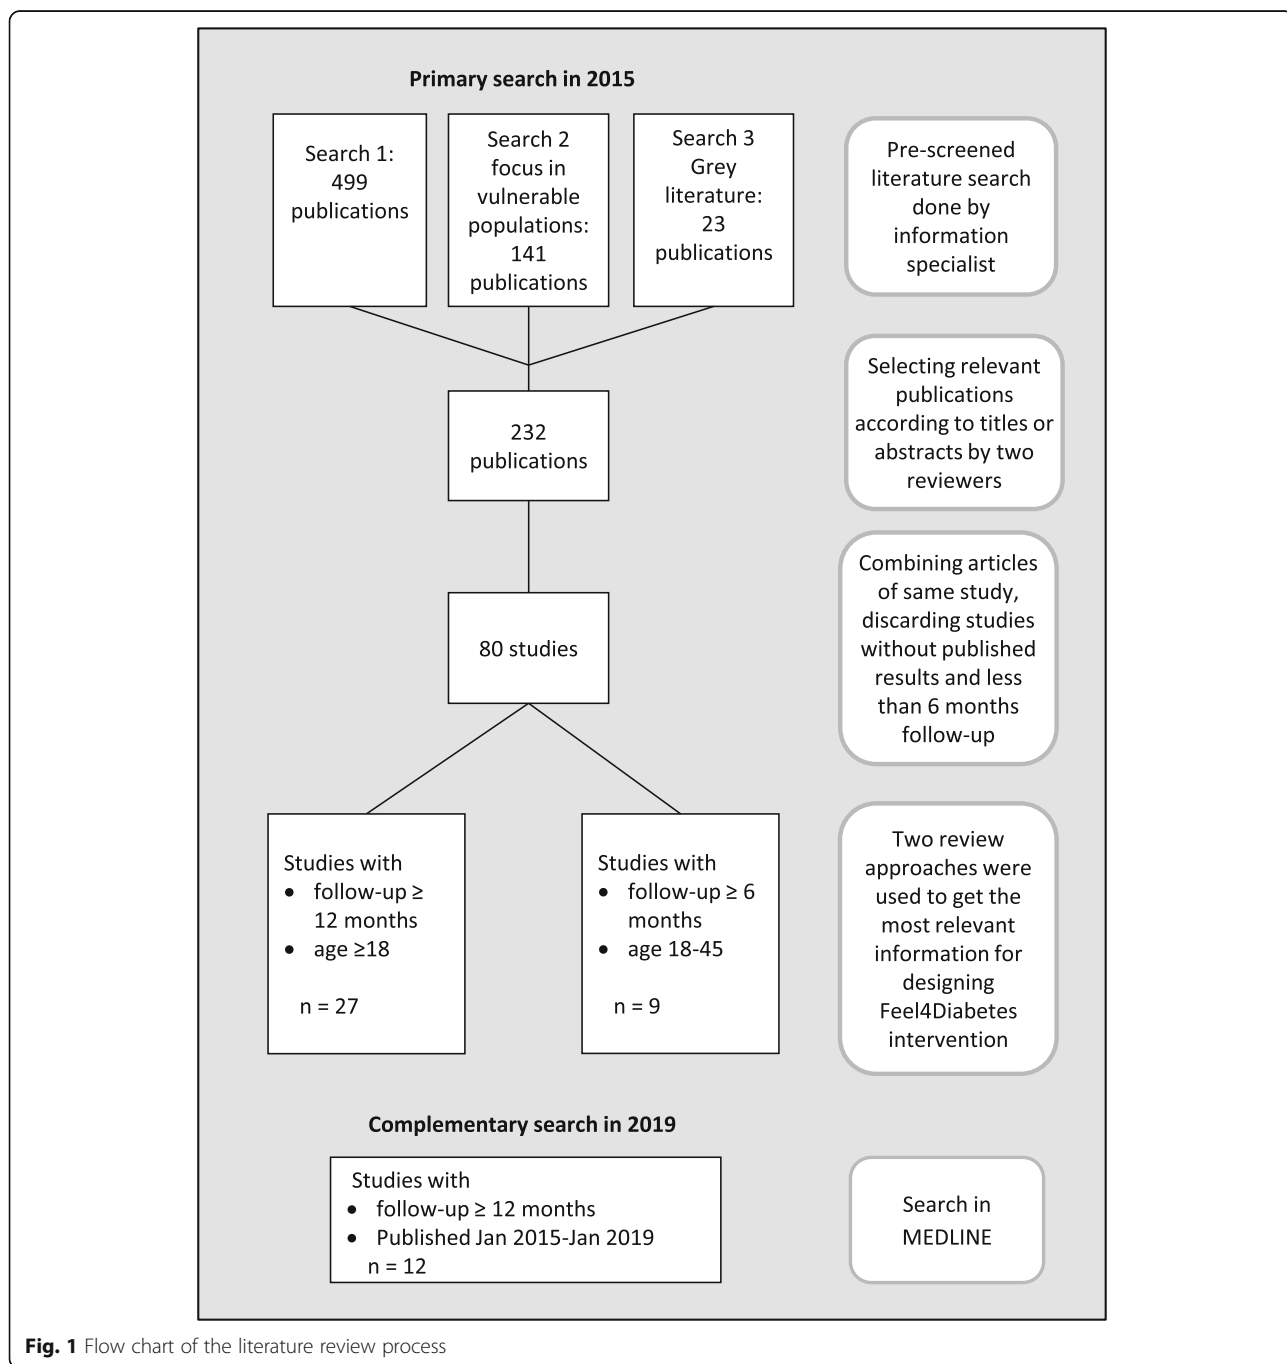 Primary search in 2015
Search 1:
499
publications
Search 2
focus in
vulnerable
populations:
141
publications
Search 3
Grey
literature:
23
publications
Pre-screened
literature search
done by
information
specialist
232
publications
Selecting relevant
publications
according to titles or
abstracts by two
reviewers
80 studies
Combining articles
of same study,
discarding studies
without published
results and less
than 6 months
follow-up
Studies with
• follow-up ≥
12 months
• age ≥18
n = 27
Studies with
• follow-up ≥ 6
months
• age 18-45
n = 9
Two review
approaches were
used to get the
most relevant
information for
designing
Feel4Diabetes
intervention
Complementary search in 2019
Studies with
• follow-up ≥ 12 months
• Published Jan 2015-Jan 2019
n = 12
Search in
MEDLINE
Fig. 1 Flow chart of the literature review process